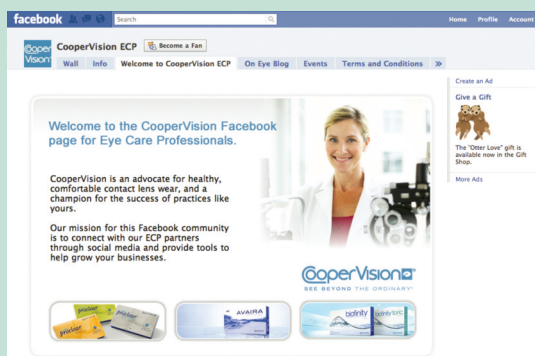 facebook Search Home Profile Account
Cooper Vision
CooperVision ECP Become a Fan
Wall Info Welcome to CooperVision ECP On Eye Blog Events Terms and Conditions »
Create an Ad
Give a Gift
The "Otter Love" gift is
available now in the Gift
Shop.
More Ads
Welcome to the CooperVision Facebook
page for Eye Care Professionals.
CooperVision is an advocate for healthy,
comfortable contact lens wear, and a
champion for the success of practices like
yours.
Our mission for this Facebook community
is to connect with our ECP partners
through social media and provide tools to
help grow your businesses.
CooperVision
SEE BEYOND THE ORDINARY
proclear
proclear
proclear
AVAIRA
biofinity
biofinity toric